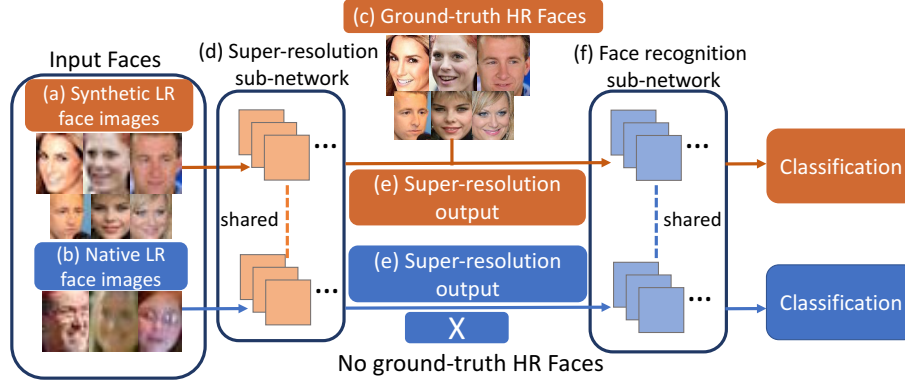 (c) Ground-truth HR Faces
Input Faces
(d) Super-resolution
sub-network
(f) Face recognition
sub-network
(a) Synthetic LR
face images
...
...
Classification
(e) Super-resolution
output
shared
shared
(b) Native LR
face images
(e) Super-resolution
output
...
...
Classification
X
No ground-truth HR Faces